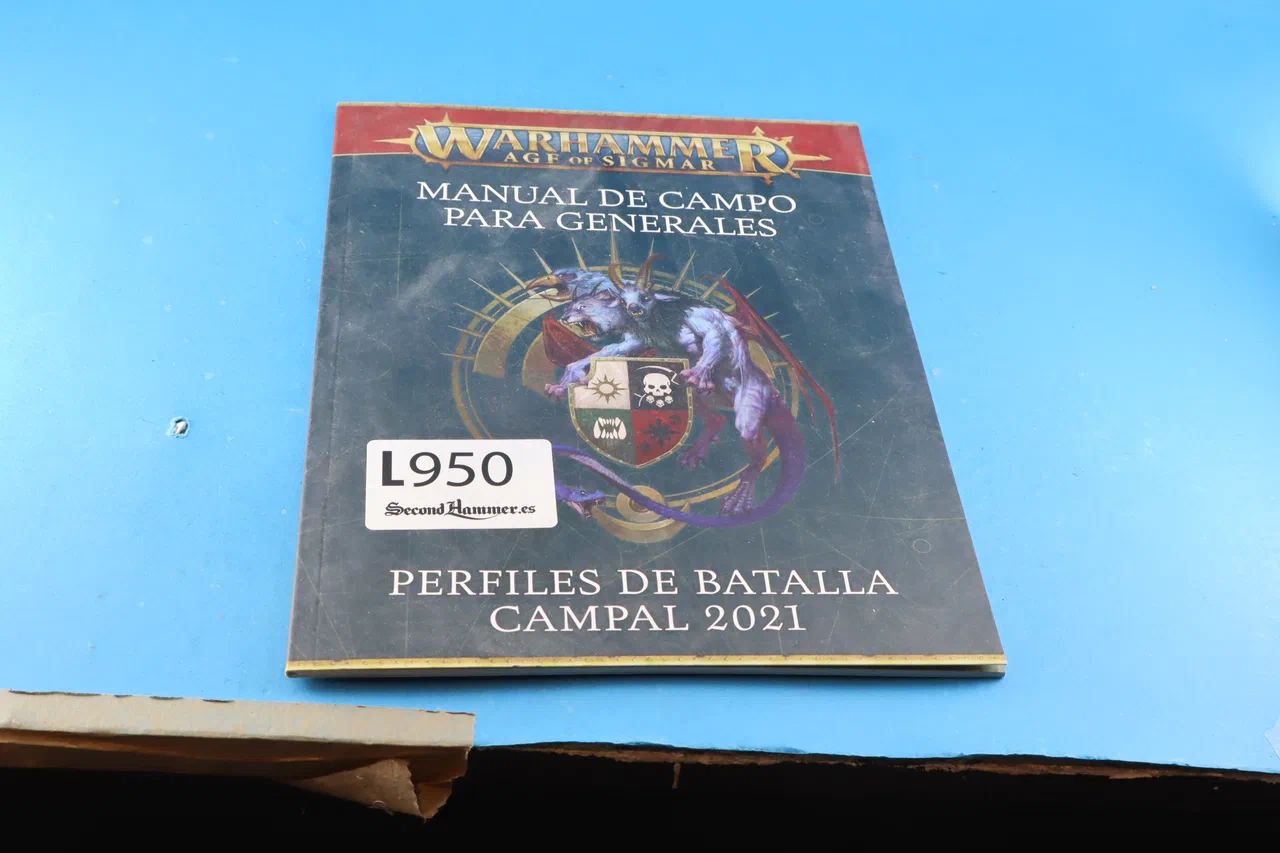 WARHAMMER
AGE OF SIGMAR
MANUAL DE CAMPO
PARA GENERALES
L950
SecondHammer.es
PERFILES DE BATALLA
CAMPAL 2021